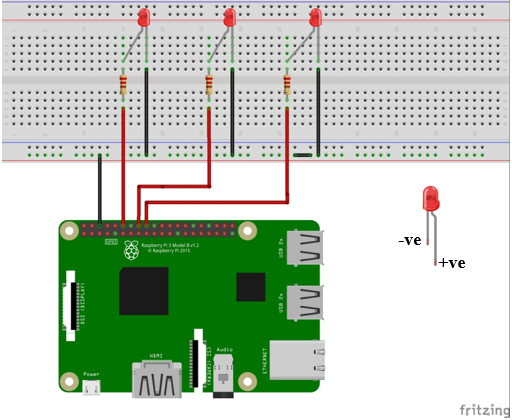 -ve
+ve
GPIO
Raspberry Pi 3 Model B v1.2
© Raspberry Pi 2015
USB 2x
DSI (DISPLAY)
USB 2x
Power
HDMI
CSI (CAMERA)
Audio
ETHERNET
fritzing